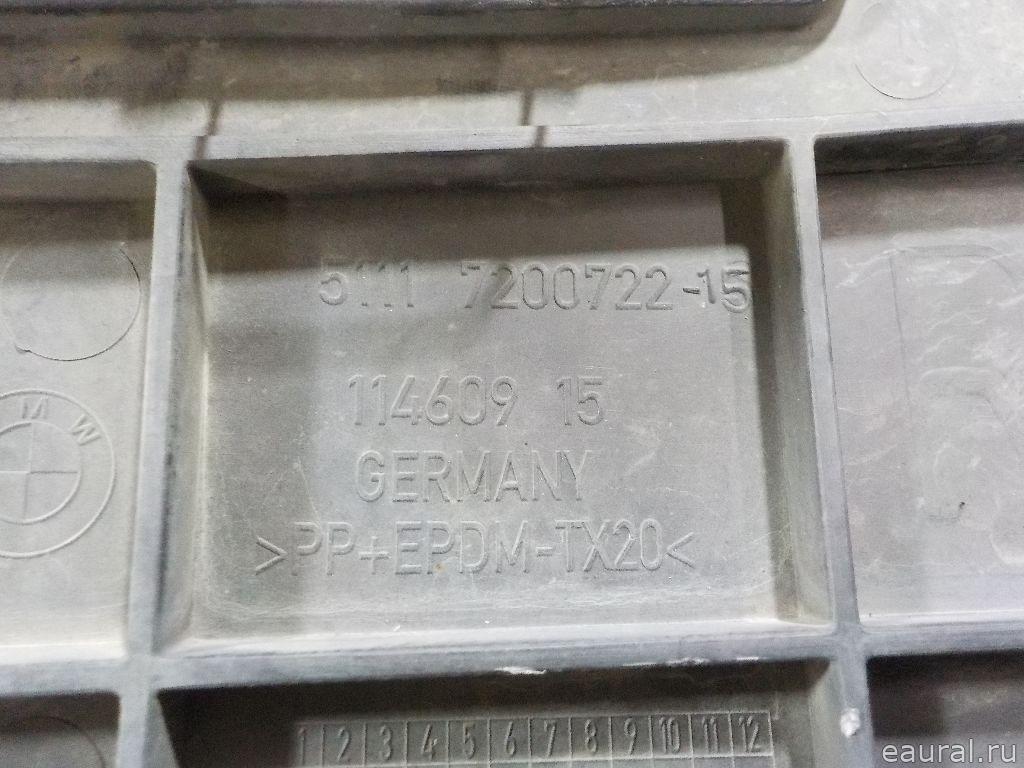 5111 7200722-15
114609 15
GERMANY
>PP+EPDM-TX20<
M W
1 2 3 4 5 6 7 8 9 10 11 12
eaural.ru